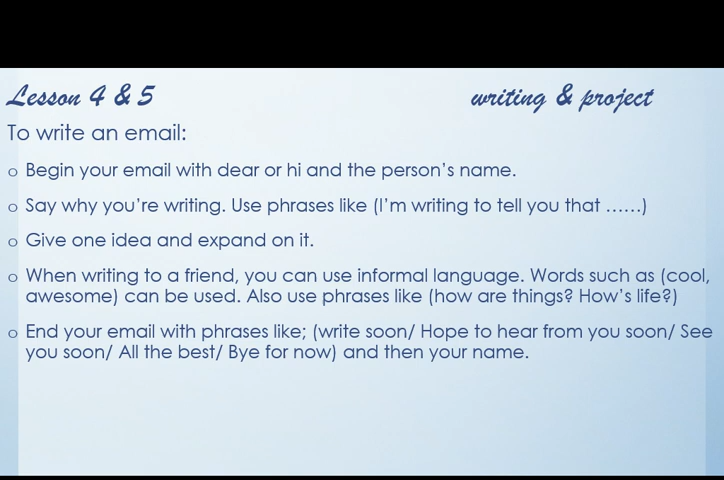 Lesson 4 & 5 writing & project
To write an email:
o Begin your email with dear or hi and the person's name.
o Say why you're writing. Use phrases like (I'm writing to tell you that ......)
o Give one idea and expand on it.
o When writing to a friend, you can use informal language. Words such as (cool,
awesome) can be used. Also use phrases like (how are things? How's life?)
o End your email with phrases like; (write soon/ Hope to hear from you soon/ See
you soon/ All the best/ Bye for now) and then your name.